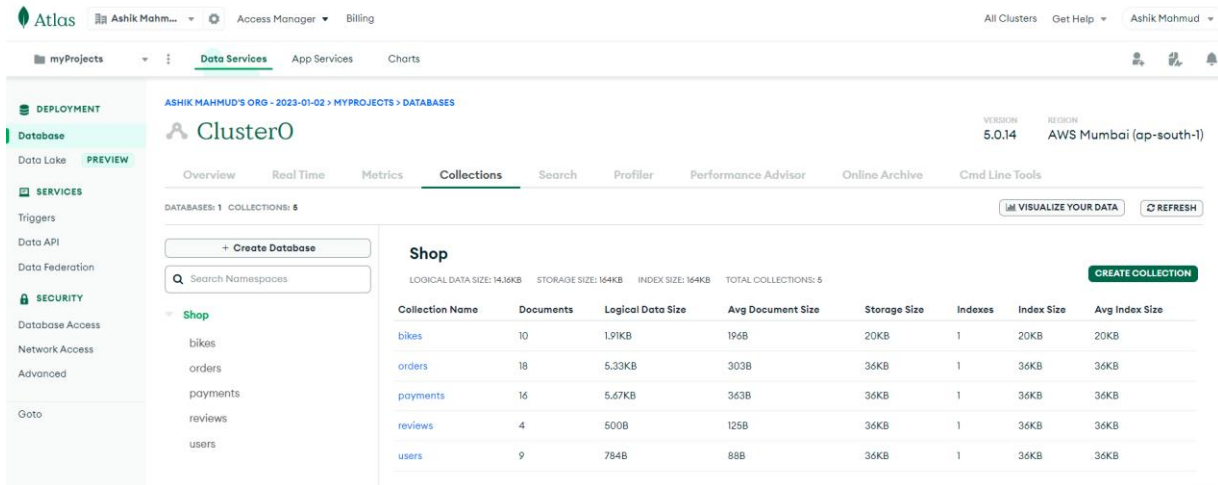 Atlas Ashik Mahm... Access Manager Billing All Clusters Get Help Ashik Mahmud
myProjects Data Services App Services Charts
DEPLOYMENT
Database
Data Lake PREVIEW
SERVICES
Triggers
Data API
Data Federation
SECURITY
Database Access
Network Access
Advanced
Goto
ASHIK MAHMUD'S ORG - 2023-01-02 > MYPROJECTS > DATABASES
Cluster0
VERSION REGION
5.0.14 AWS Mumbai (ap-south-1)
Overview Real Time Metrics Collections Search Profiler Performance Advisor Online Archive Cmd Line Tools
DATABASES: 1 COLLECTIONS: 5 VISUALIZE YOUR DATA REFRESH
+ Create Database
Search Namespaces
Shop
bikes
orders
payments
reviews
users
Shop
LOGICAL DATA SIZE: 14.16KB STORAGE SIZE: 164KB INDEX SIZE: 164KB TOTAL COLLECTIONS: 5 CREATE COLLECTION
Collection Name Documents Logical Data Size Avg Document Size Storage Size Indexes Index Size Avg Index Size
bikes 10 1.91KB 196B 20KB 1 20KB 20KB
orders 18 5.33KB 303B 36KB 1 36KB 36KB
payments 16 5.67KB 363B 36KB 1 36KB 36KB
reviews 4 500B 125B 36KB 1 36KB 36KB
users 9 784B 88B 36KB 1 36KB 36KB